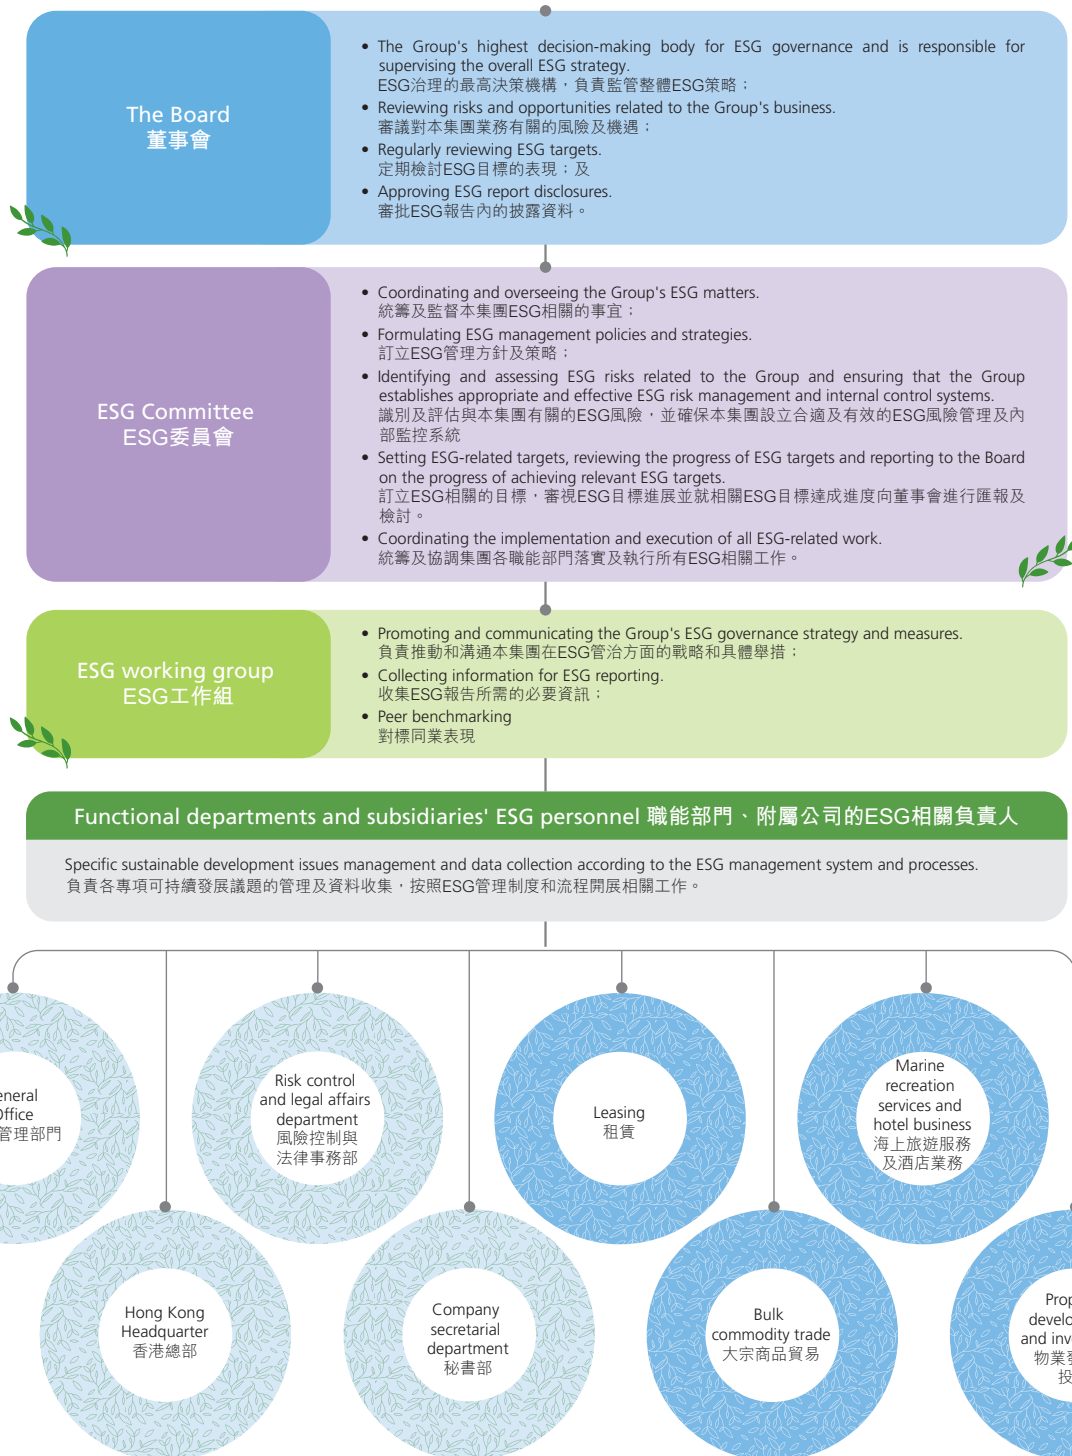 The Board
董事會
• The Group's highest decision-making body for ESG governance and is responsible for
supervising the overall ESG strategy.
ESG治理的最高決策機構，負責監管整體ESG策略；
• Reviewing risks and opportunities related to the Group's business.
審議對本集團業務有關的風險及機遇；
• Regularly reviewing ESG targets.
定期檢討ESG目標的表現；及
• Approving ESG report disclosures.
審批ESG報告內的披露資料。
ESG Committee
ESG委員會
• Coordinating and overseeing the Group's ESG matters.
統籌及監督本集團ESG相關的事宜；
• Formulating ESG management policies and strategies.
訂立ESG管理方針及策略；
• Identifying and assessing ESG risks related to the Group and ensuring that the Group
establishes appropriate and effective ESG risk management and internal control systems.
識別及評估與本集團有關的ESG風險，並確保本集團設立合適及有效的ESG風險管理及內
部監控系統
• Setting ESG-related targets, reviewing the progress of ESG targets and reporting to the Board
on the progress of achieving relevant ESG targets.
訂立ESG相關的目標，審視ESG目標進展並就相關ESG目標達成進度向董事會進行匯報及
檢討。
• Coordinating the implementation and execution of all ESG-related work.
統籌及協調集團各職能部門落實及執行所有ESG相關工作。
ESG working group
ESG工作組
• Promoting and communicating the Group's ESG governance strategy and measures.
負責推動和溝通本集團在ESG管治方面的戰略和具體舉措；
• Collecting information for ESG reporting.
收集ESG報告所需的必要資訊；
• Peer benchmarking
對標同業表現
Functional departments and subsidiaries' ESG personnel 職能部門、附屬公司的ESG相關負責人
Specific sustainable development issues management and data collection according to the ESG management system and processes.
負責各專項可持續發展議題的管理及資料收集，按照ESG管理制度和流程開展相關工作。
eneral
Office
管理部門
Risk control
and legal affairs
department
風險控制與
法律事務部
Leasing
租賃
Marine
recreation
services and
hotel business
海上旅遊服務
及酒店業務
Hong Kong
Headquarter
香港總部
Company
secretarial
department
秘書部
Bulk
commodity trade
大宗商品貿易
Prop
develo
and inve
物業發
投